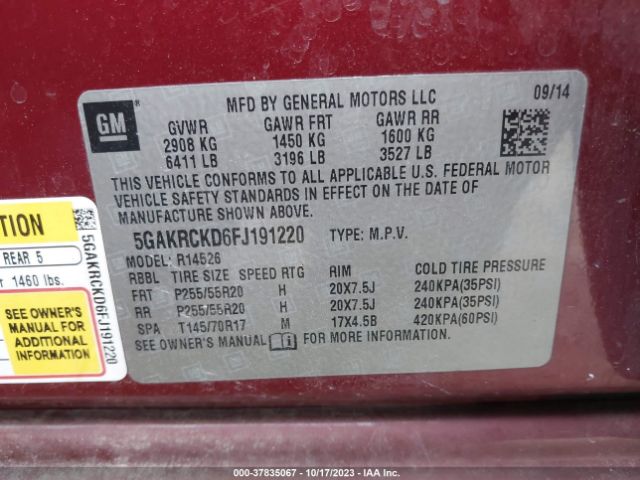 GM
®
MFD BY GENERAL MOTORS LLC
09/14
GVWR GAWR FRT GAWR RR
2908 KG 1450 KG 1600 KG
6411 LB 3196 LB 3527 LB
THIS VEHICLE CONFORMS TO ALL APPLICABLE U.S. FEDERAL MOTOR
VEHICLE SAFETY STANDARDS IN EFFECT ON THE DATE OF
MANUFACTURE SHOWN ABOVE.
5GAKRCKD6FJ191220 TYPE: M.P.V.
MODEL: R14526
RBBL TIRE SIZE SPEED RTG RIM COLD TIRE PRESSURE
FRT P255/55R20 H 20X7.5J 240KPA(35PSI)
RR P255/55R20 H 20X7.5J 240KPA(35PSI)
SPA T145/70R17 M 17X4.5B 420KPA(60PSI)
SEE OWNER'S MANUAL i FOR MORE INFORMATION.
TION
REAR 5
r 1460 lbs.
SEE OWNER'S
MANUAL FOR
ADDITIONAL
INFORMATION
5GAKRCKD6FJ191220
000-37835067 - 10/17/2023 - IAA Inc.